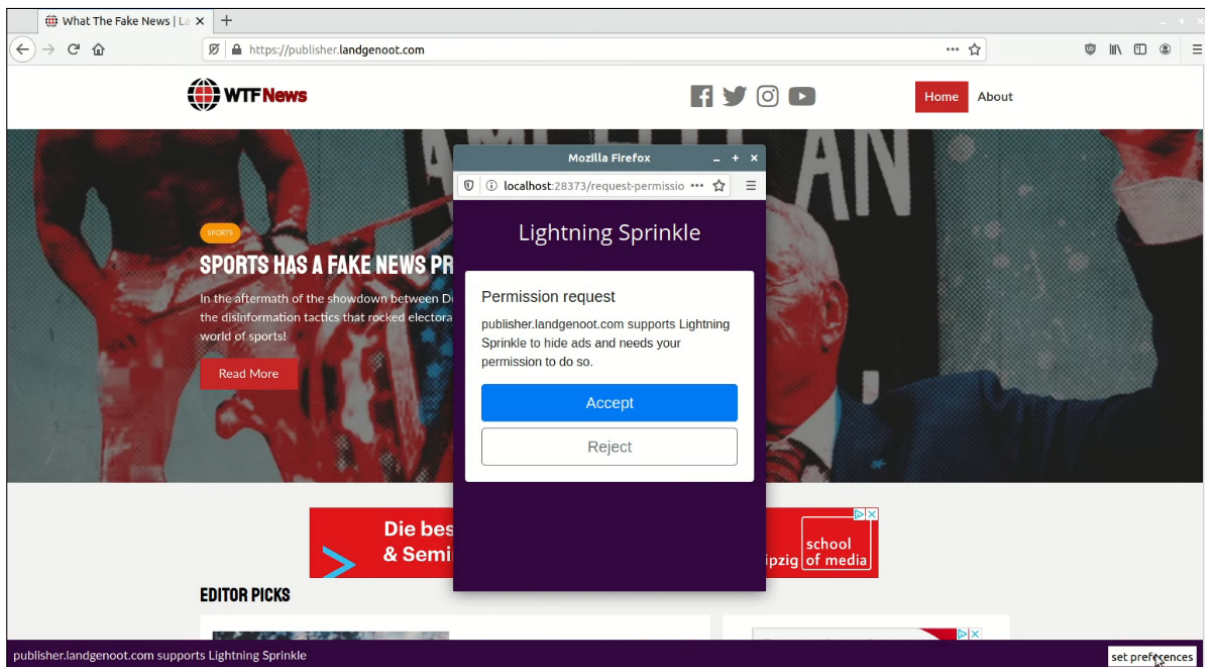 What The Fake News | La
https://publisher.landgenoot.com
WTFNews
Home
About
SPORTS
SPORTS HAS A FAKE NEWS PR
In the aftermath of the showdown between D
the disinformation tactics that rocked electora
world of sports!
Read More
Mozilla Firefox
localhost:28373/request-permissio
Lightning Sprinkle
Permission request
publisher.landgenoot.com supports Lightning
Sprinkle to hide ads and needs your
permission to do so.
Accept
Reject
AN
Die bes
& Semi
school
ipzig of media
EDITOR PICKS
publisher.landgenoot.com supports Lightning Sprinkle
set preferences